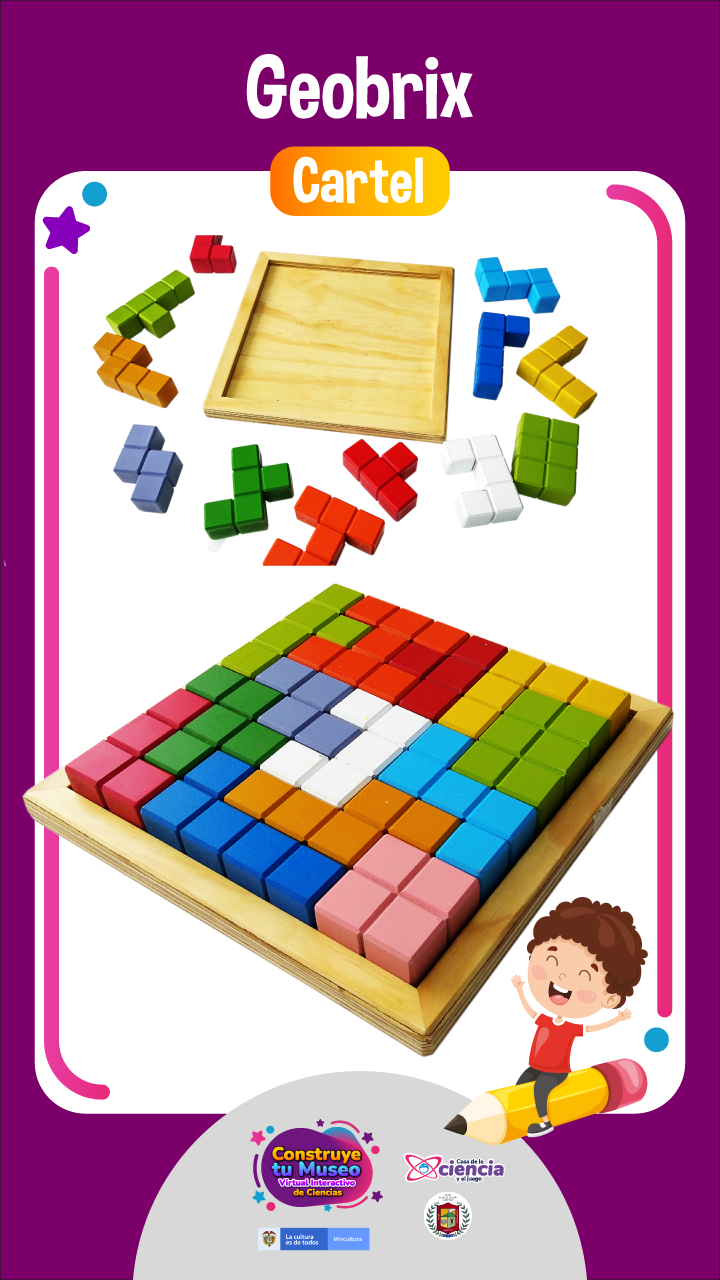 Geobrix
Cartel
Construye
tu Museo
Virtual Interactivo
de Ciencias
Casa de la
ciencia
y el juego
La cultura
es de todos
Mincultura